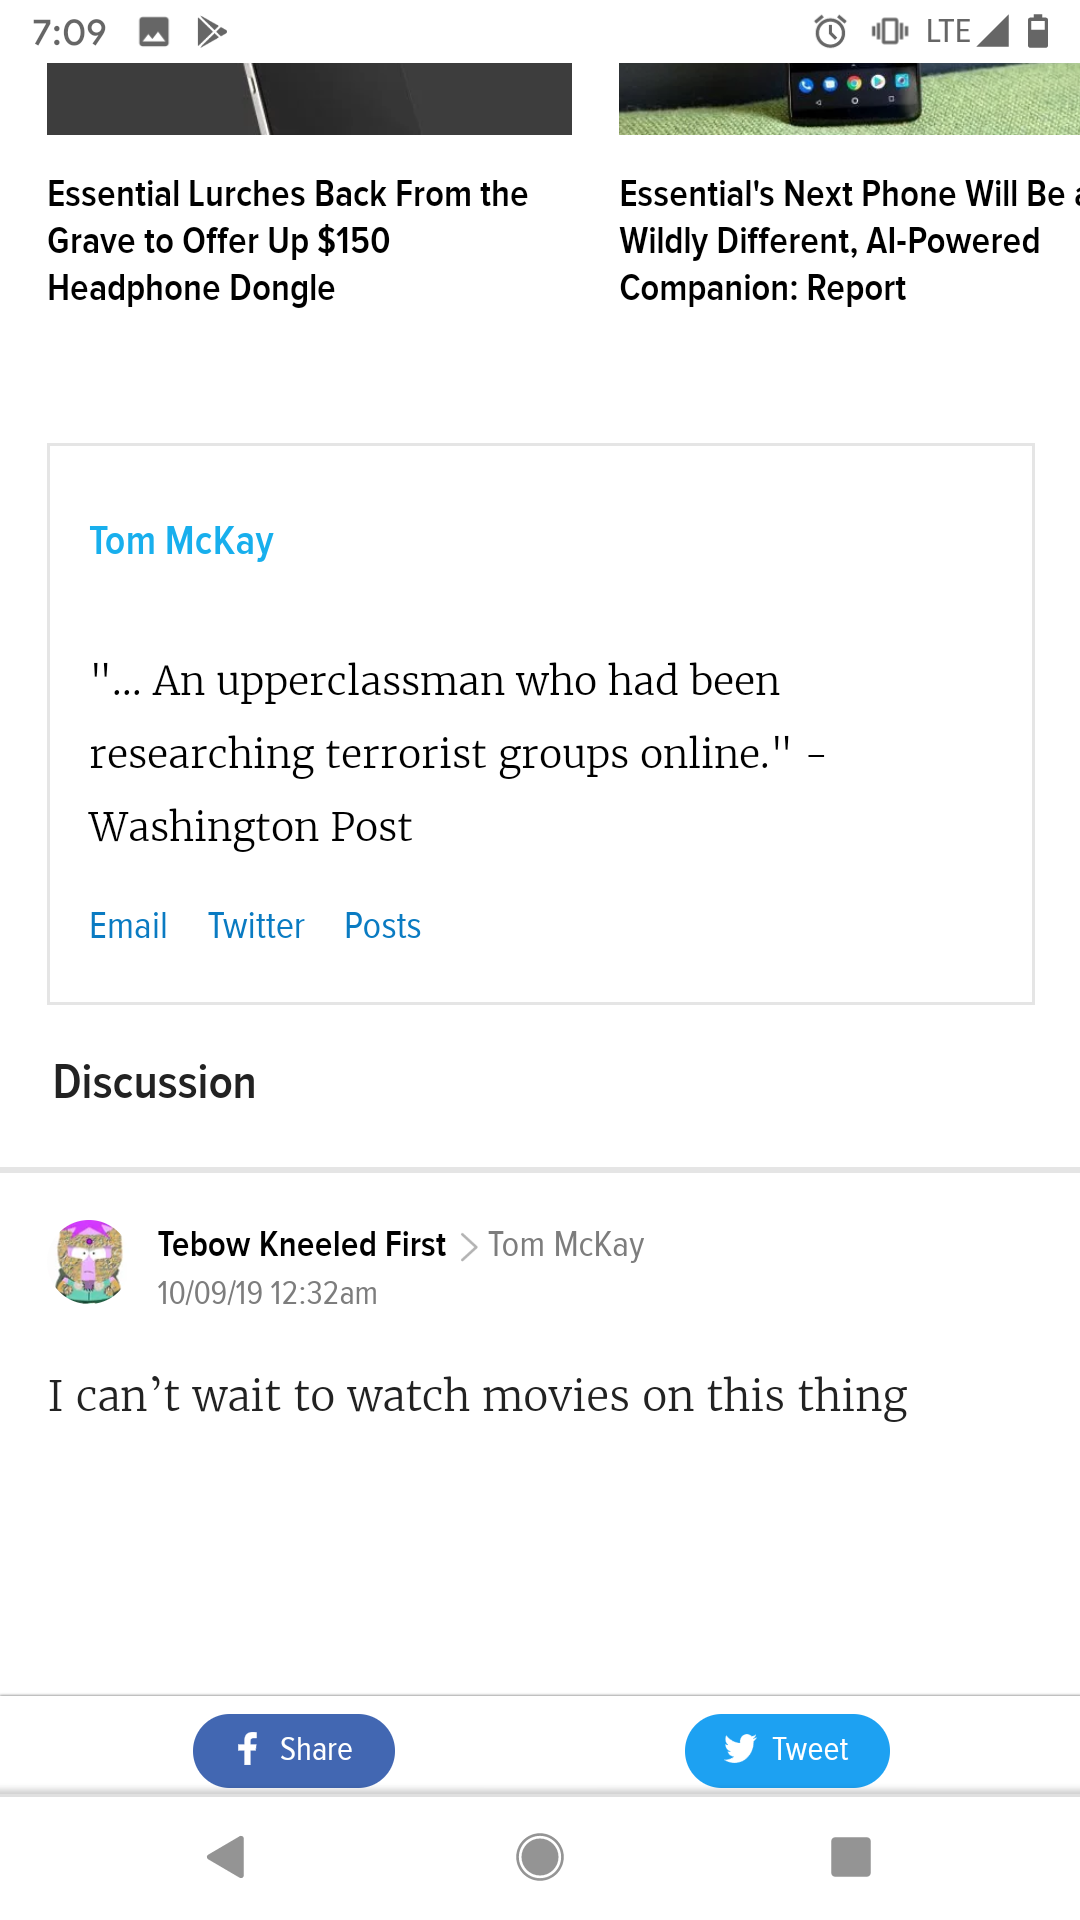 7:09
LTE
Essential Lurches Back From the
Grave to Offer Up $150
Headphone Dongle
Essential's Next Phone Will Be a
Wildly Different, AI-Powered
Companion: Report
Tom McKay
"... An upperclassman who had been
researching terrorist groups online." -
Washington Post
Email Twitter Posts
Discussion
Tebow Kneeled First > Tom McKay
10/09/19 12:32am
I can’t wait to watch movies on this thing
Share
Tweet